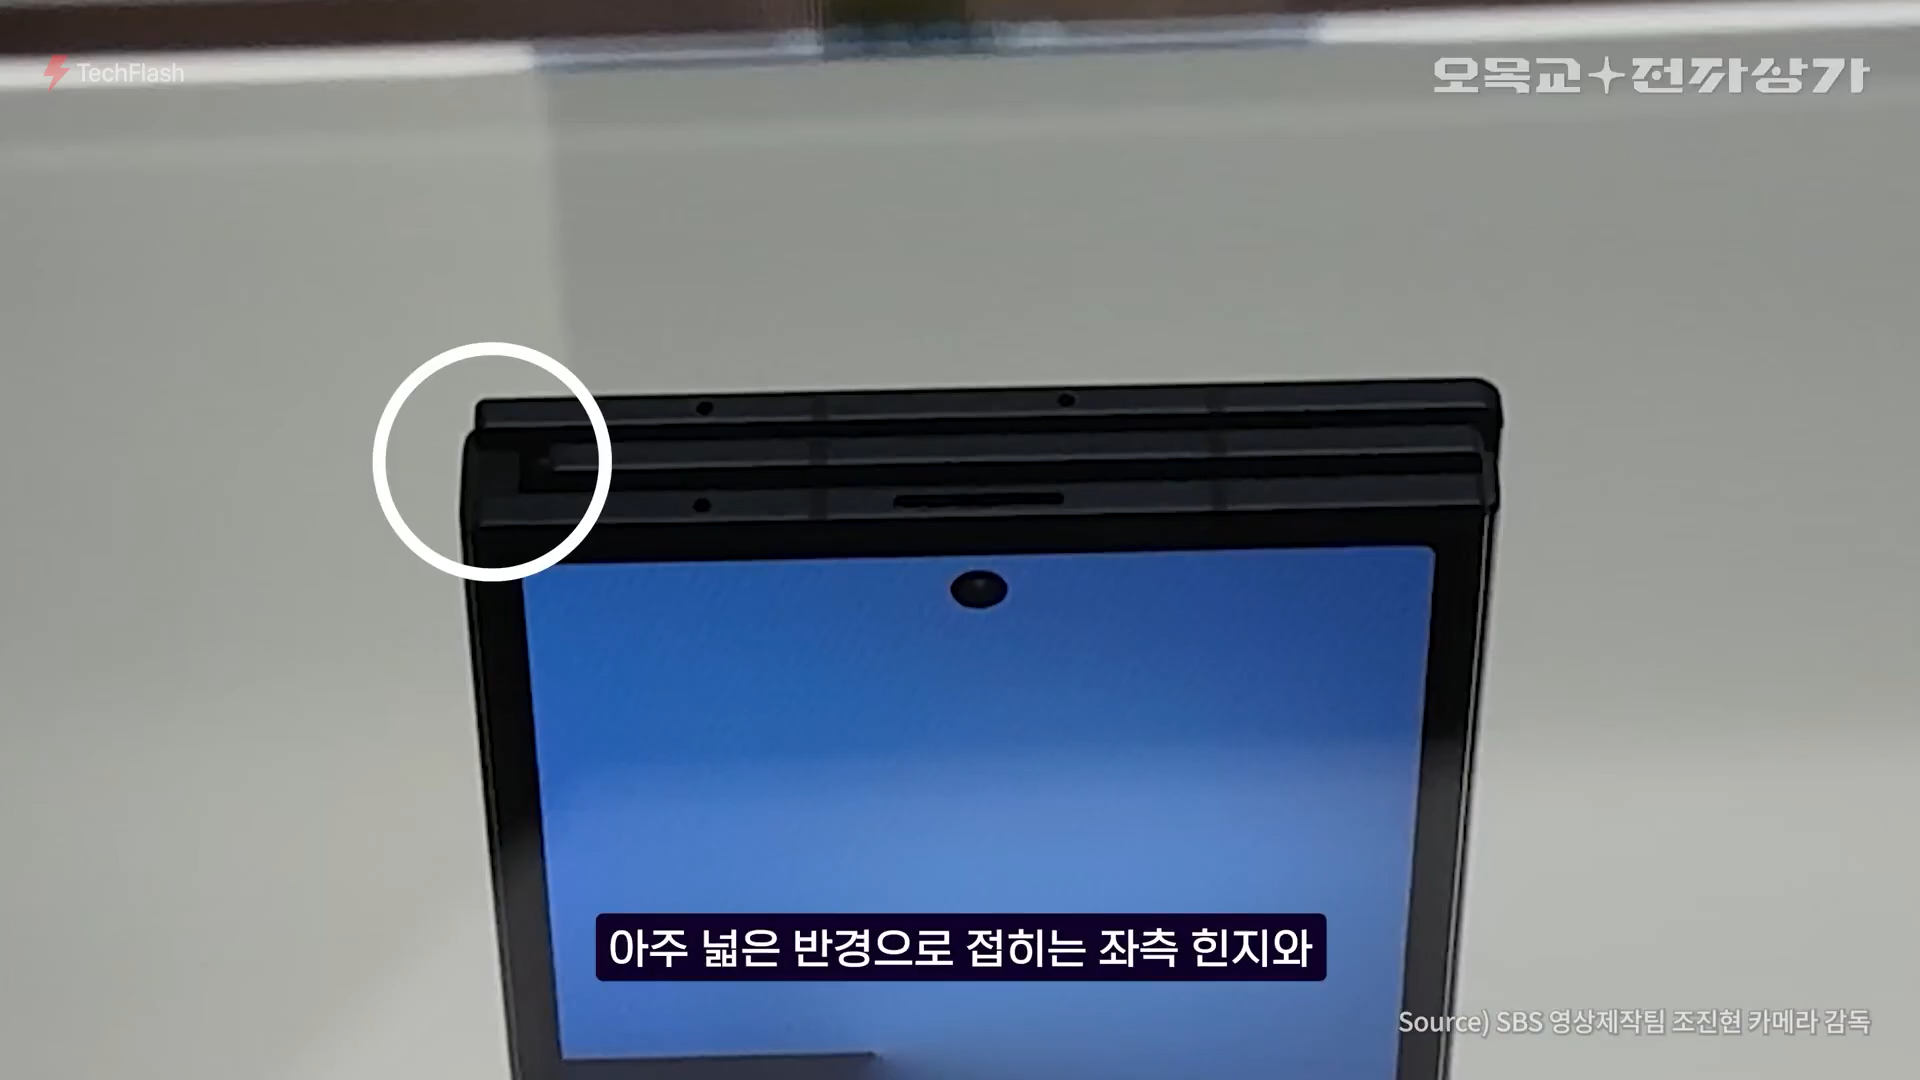 TechFlash
오목교 전자상가
아주 넓은 반경으로 접히는 좌측 힌지와
Source) SBS 영상제작팀 조진현 카메라 감독